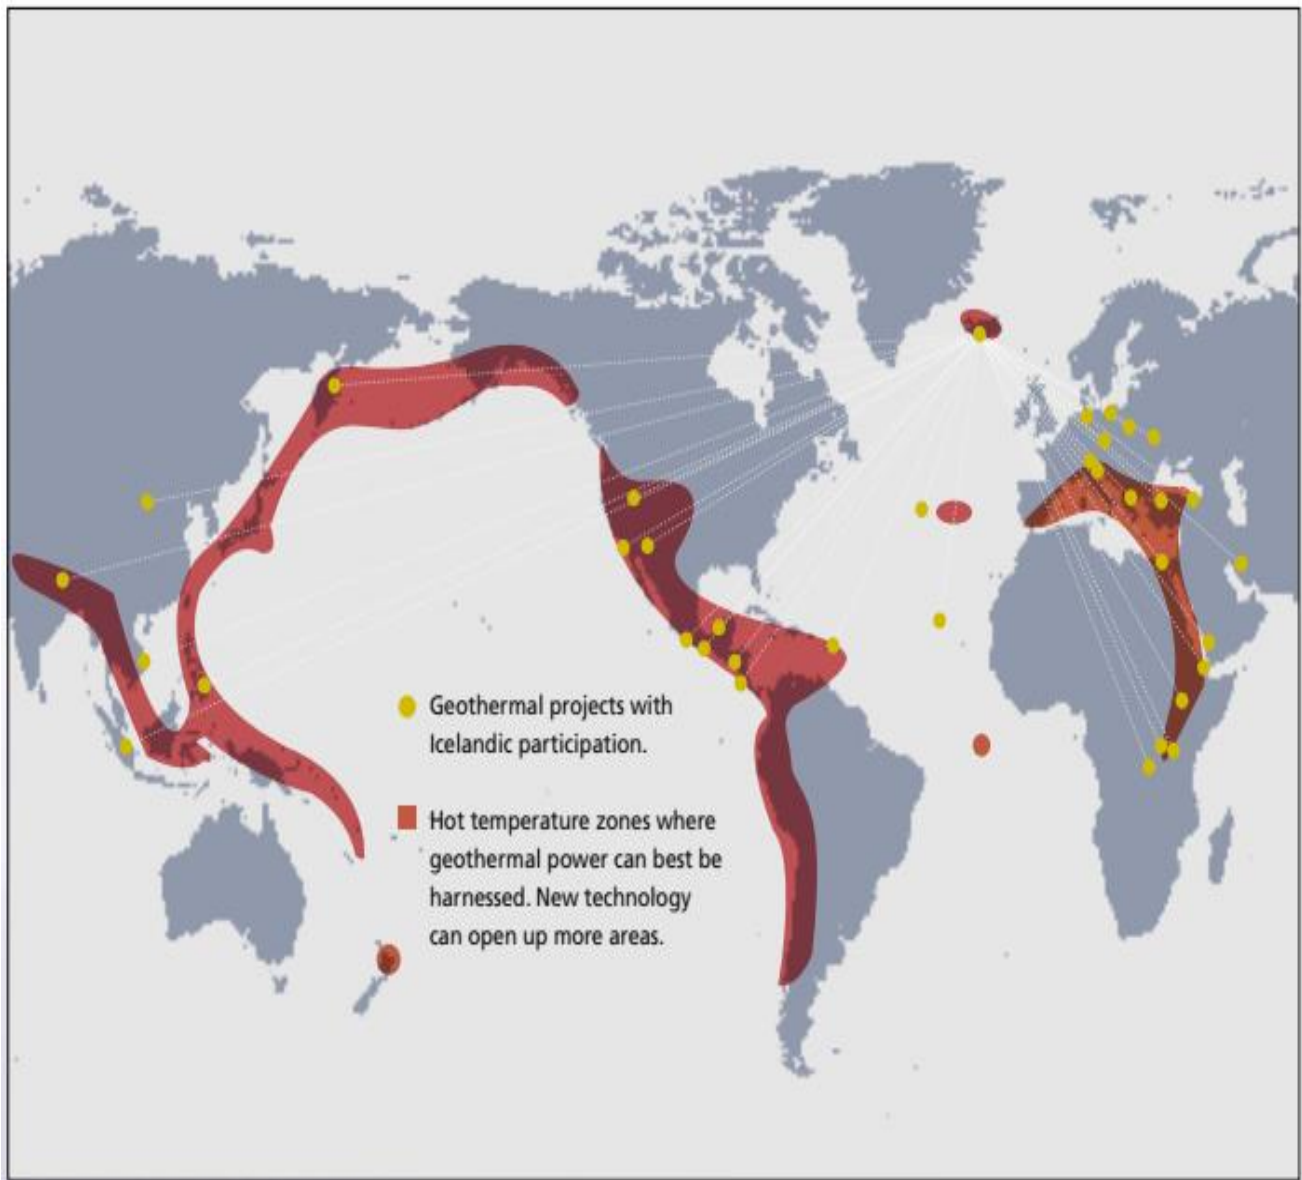 Geothermal projects with
Icelandic participation.
Hot temperature zones where
geothermal power can best be
harnessed. New technology
can open up more areas.